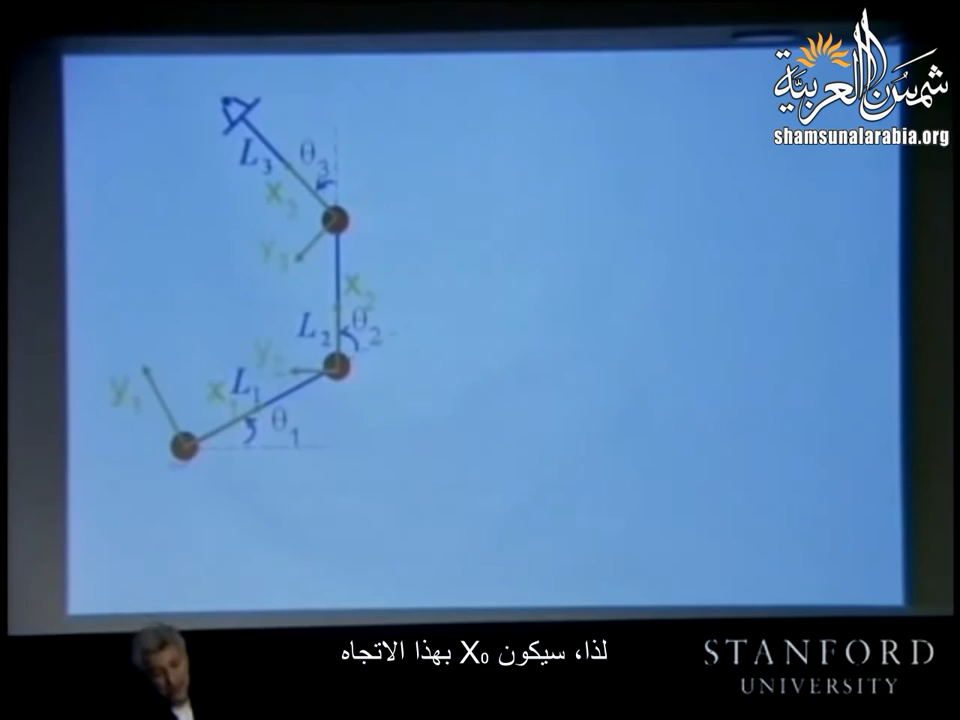 شمس العربية
shamsunalarabia.org
L3
θ3
X3
Y3
X2
L2
θ2
Y2
Y1
X1
L1
θ1
لذا، سيكون X₀ بهذا الاتجاه
STANFORD
UNIVERSITY